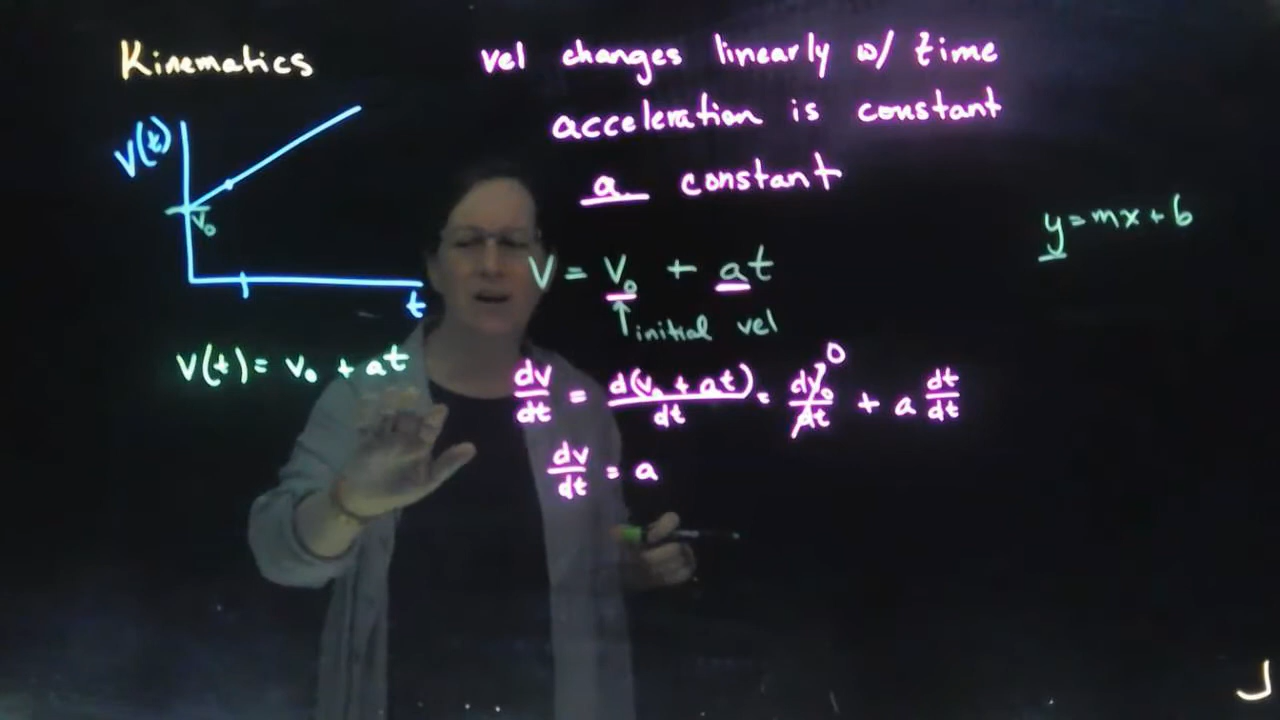 Kinematics
vel changes linearly w/ time
acceleration is constant
a constant
V(t)
V₀
t
y = mx + b
V = V₀ + at
initial vel
V(t) = V₀ + at
dv/dt = d(v₀ + at)/dt = dv₀/dt 0 + a dt/dt
dv/dt = a